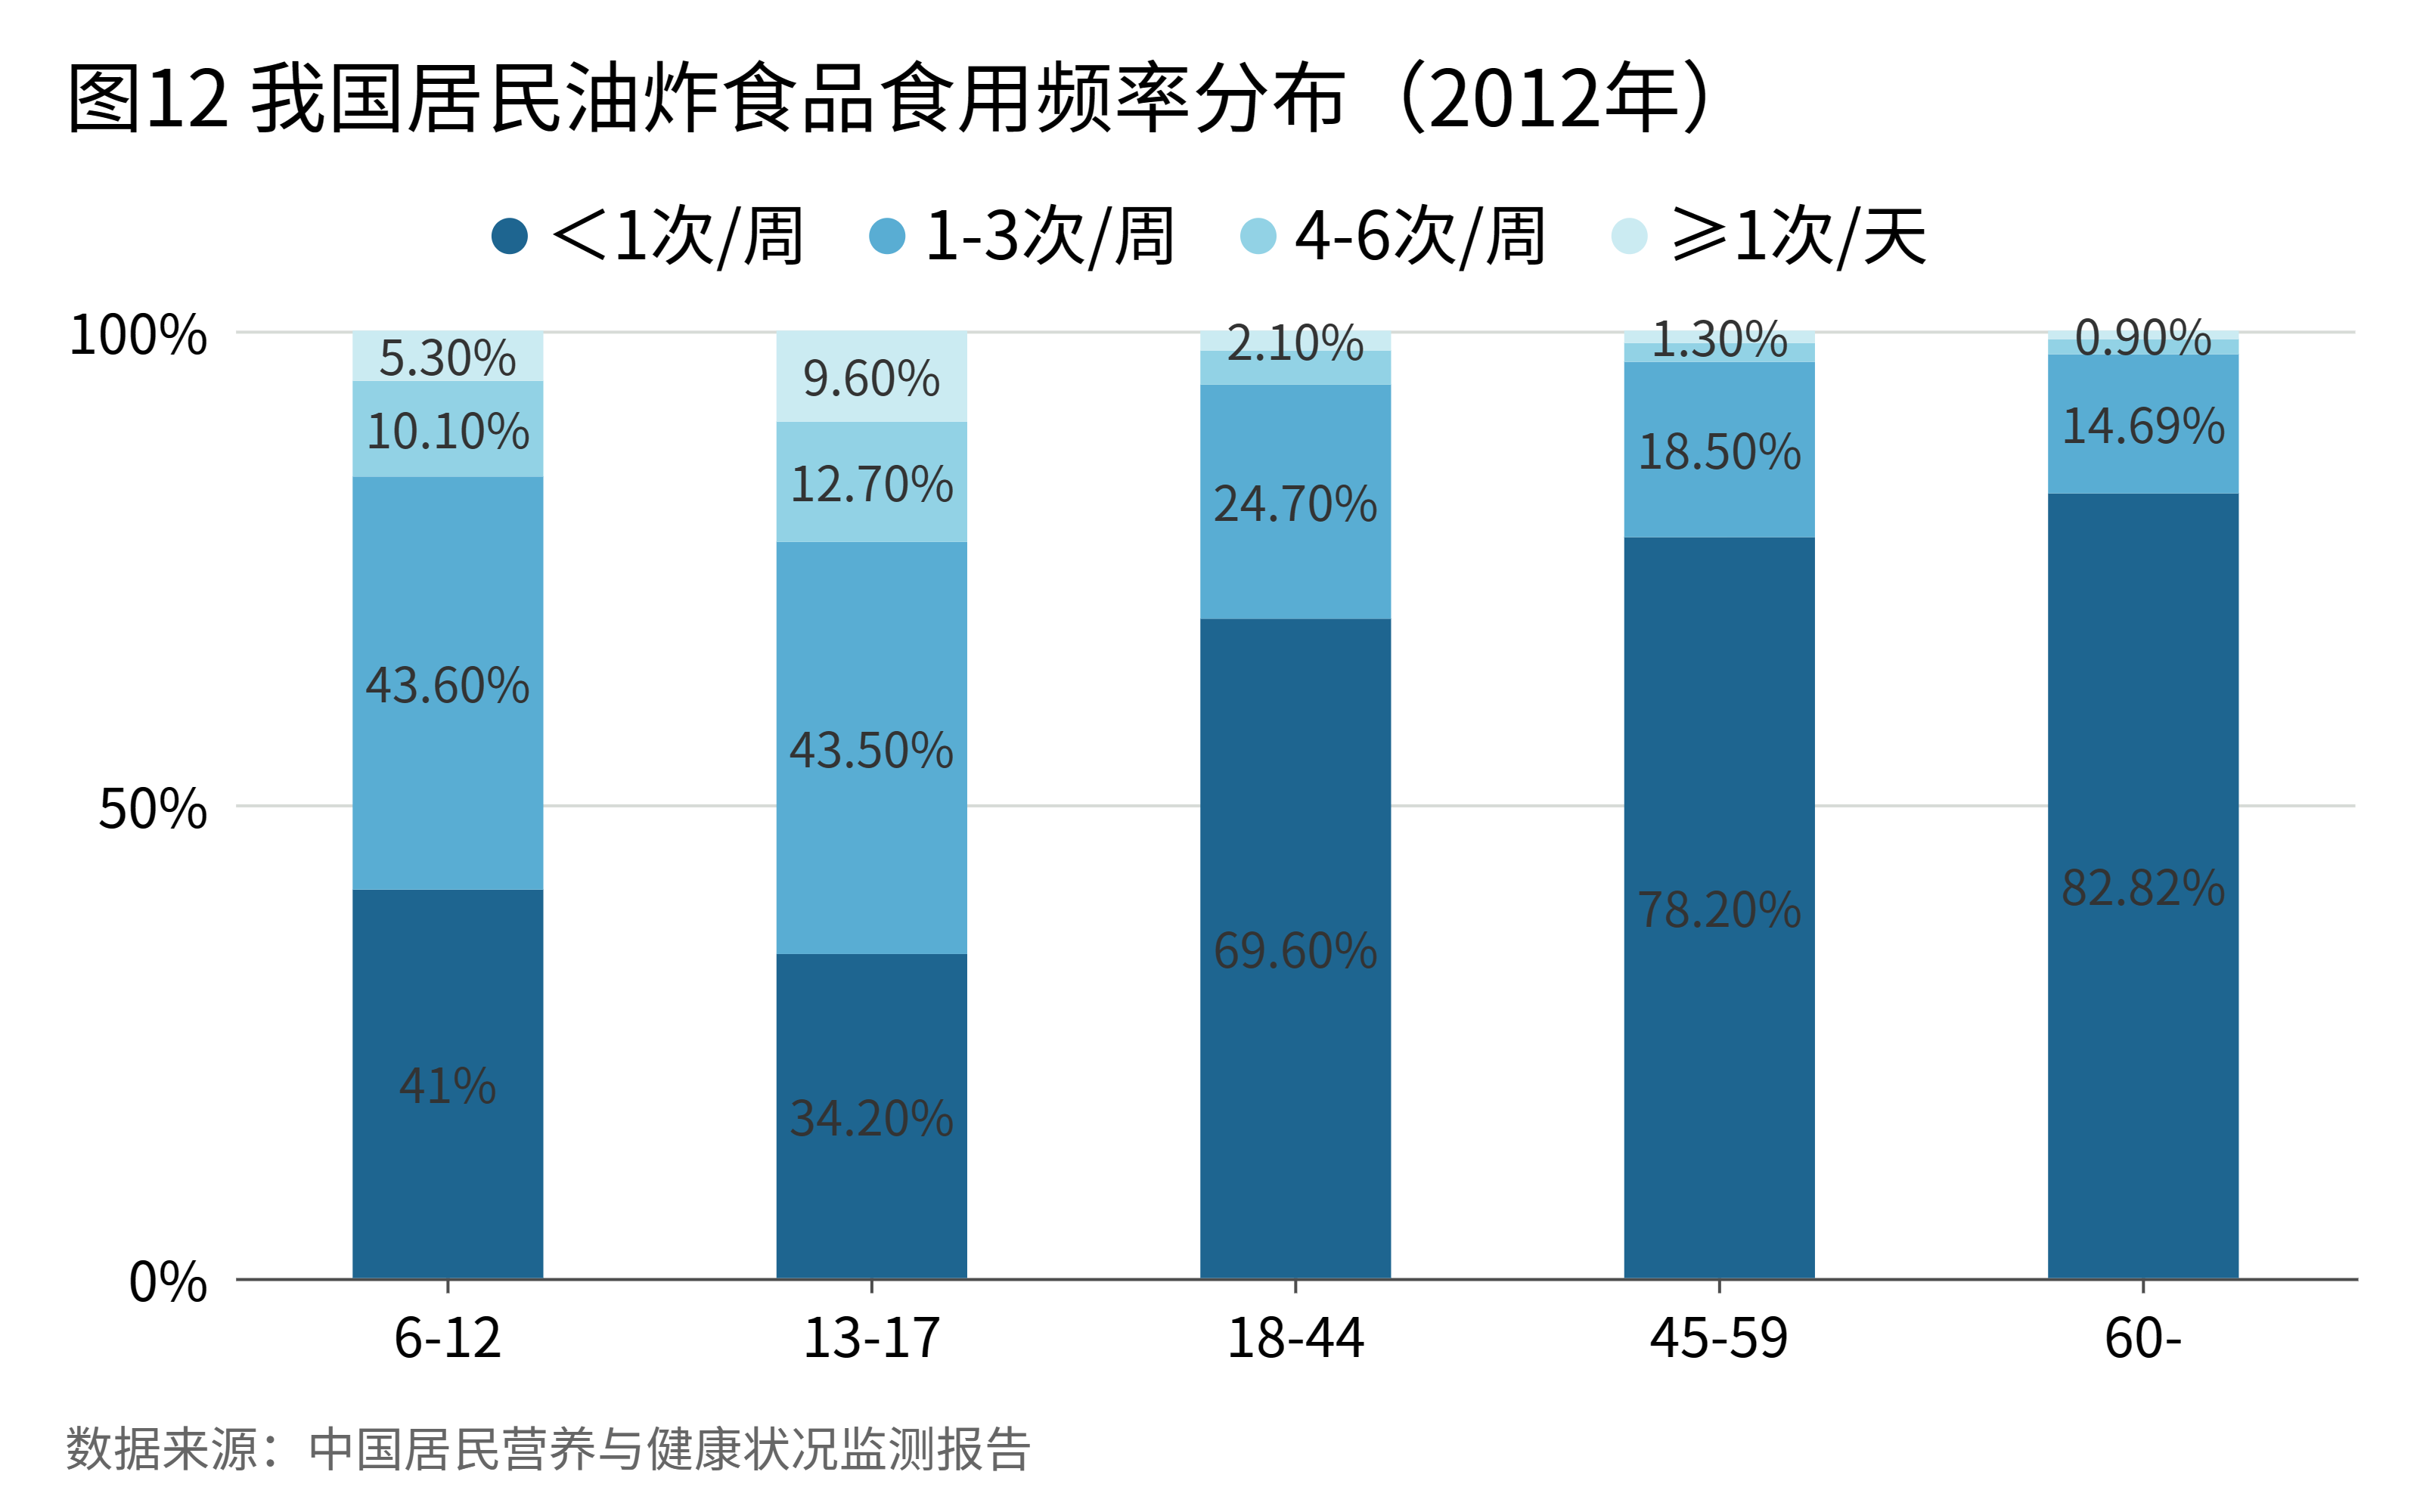 图12 我国居民油炸食品食用频率分布（2012年）
＜1次/周 1-3次/周 4-6次/周 ≥1次/天
100%
50%
0%
5.30% 9.60% 2.10% 1.30% 0.90%
10.10% 12.70%
43.60% 43.50% 24.70% 18.50% 14.69%
41% 34.20% 69.60% 78.20% 82.82%
6-12 13-17 18-44 45-59 60-
数据来源：中国居民营养与健康状况监测报告